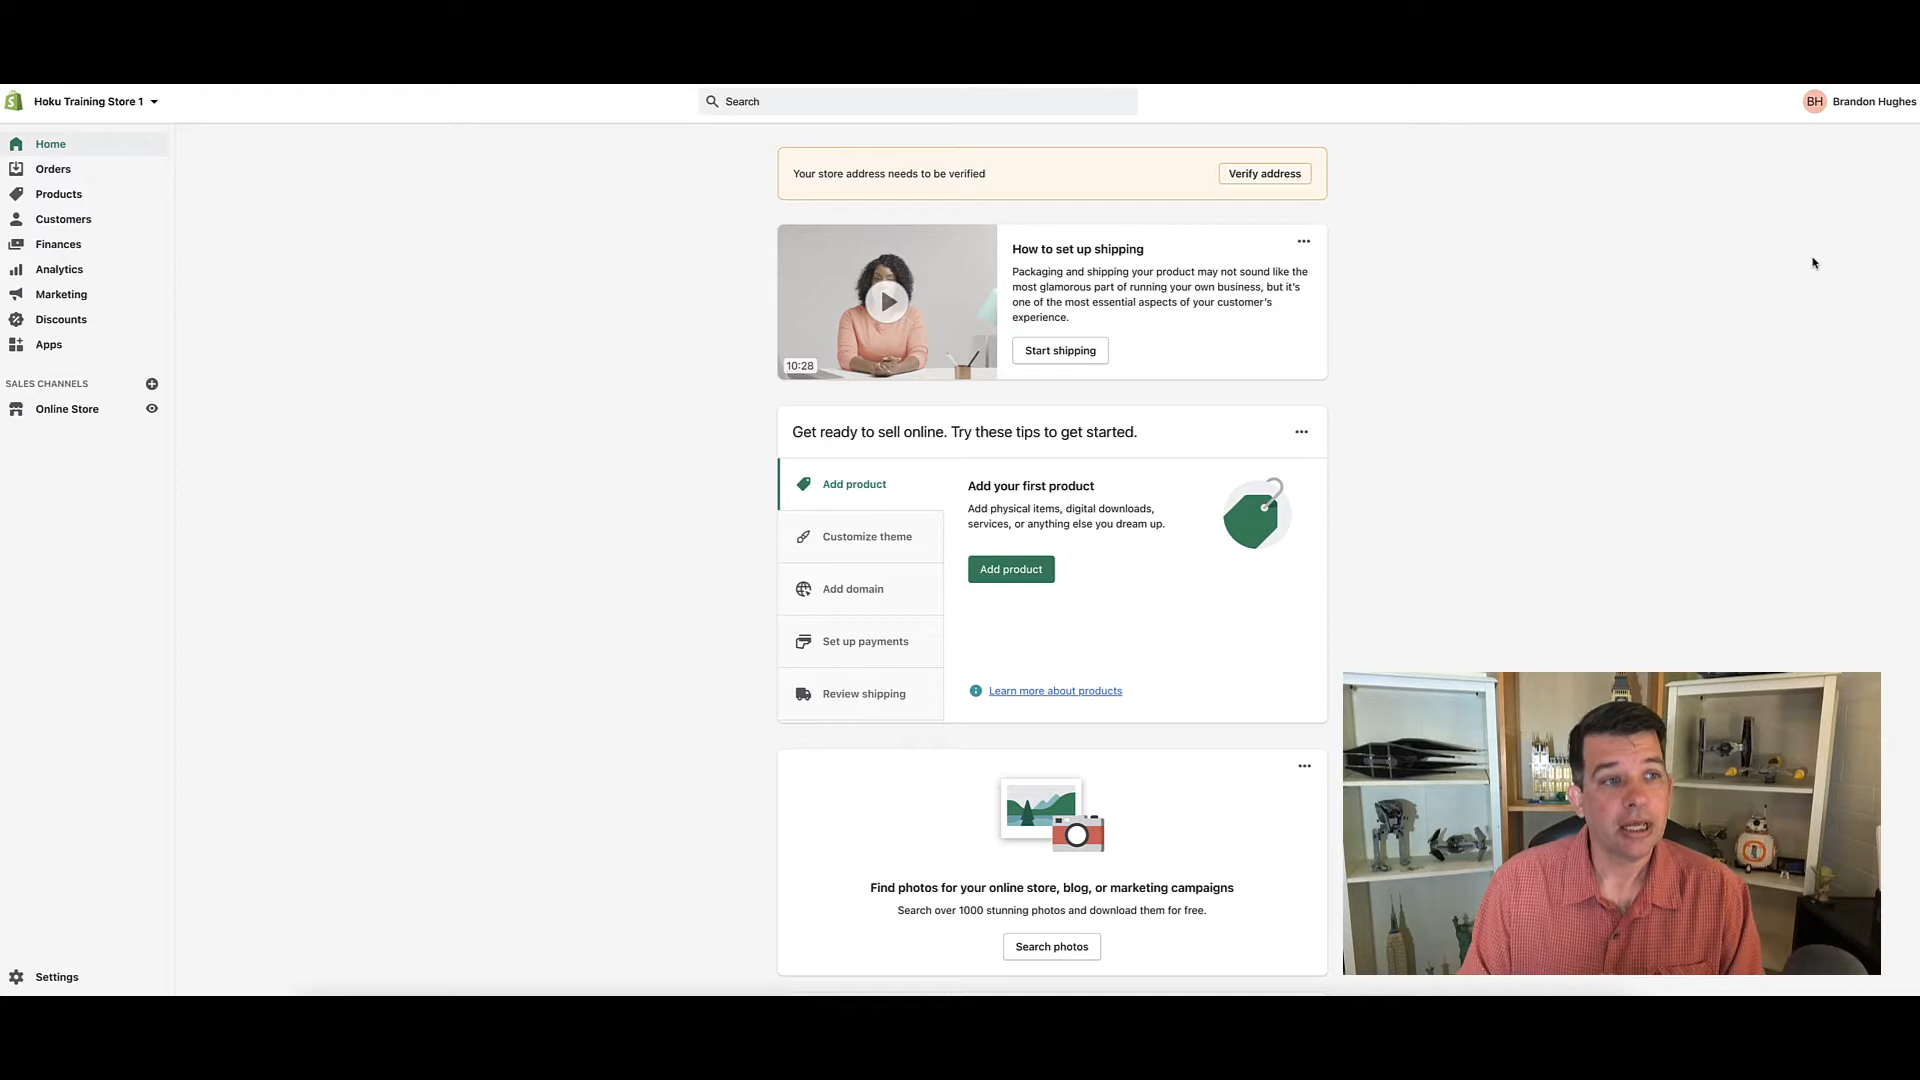 Hoku Training Store 1
Search
BH Brandon Hughes
Home
Orders
Products
Customers
Finances
Analytics
Marketing
Discounts
Apps
SALES CHANNELS
Online Store
Settings
Your store address needs to be verified
Verify address
10:28
How to set up shipping
Packaging and shipping your product may not sound like the
most glamorous part of running your own business, but it's
one of the most essential aspects of your customer's
experience.
Start shipping
Get ready to sell online. Try these tips to get started.
Add product
Customize theme
Add domain
Set up payments
Review shipping
Add your first product
Add physical items, digital downloads,
services, or anything else you dream up.
Add product
Learn more about products
Find photos for your online store, blog, or marketing campaigns
Search over 1000 stunning photos and download them for free.
Search photos